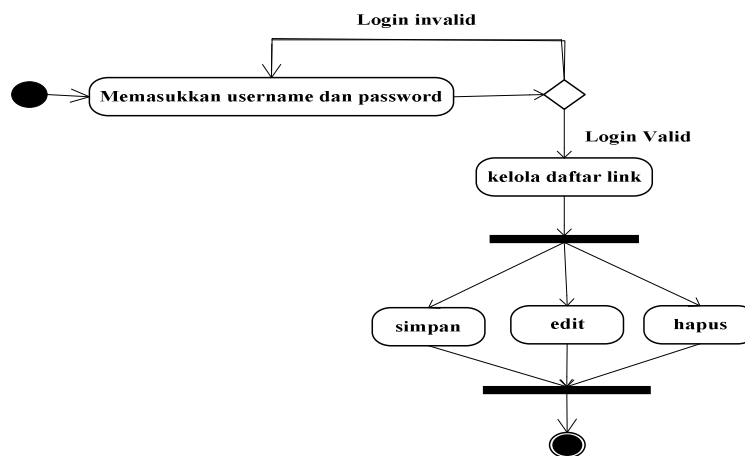 Login invalid
Memasukkan username dan password
Login Valid
kelola daftar link
simpan
edit
hapus